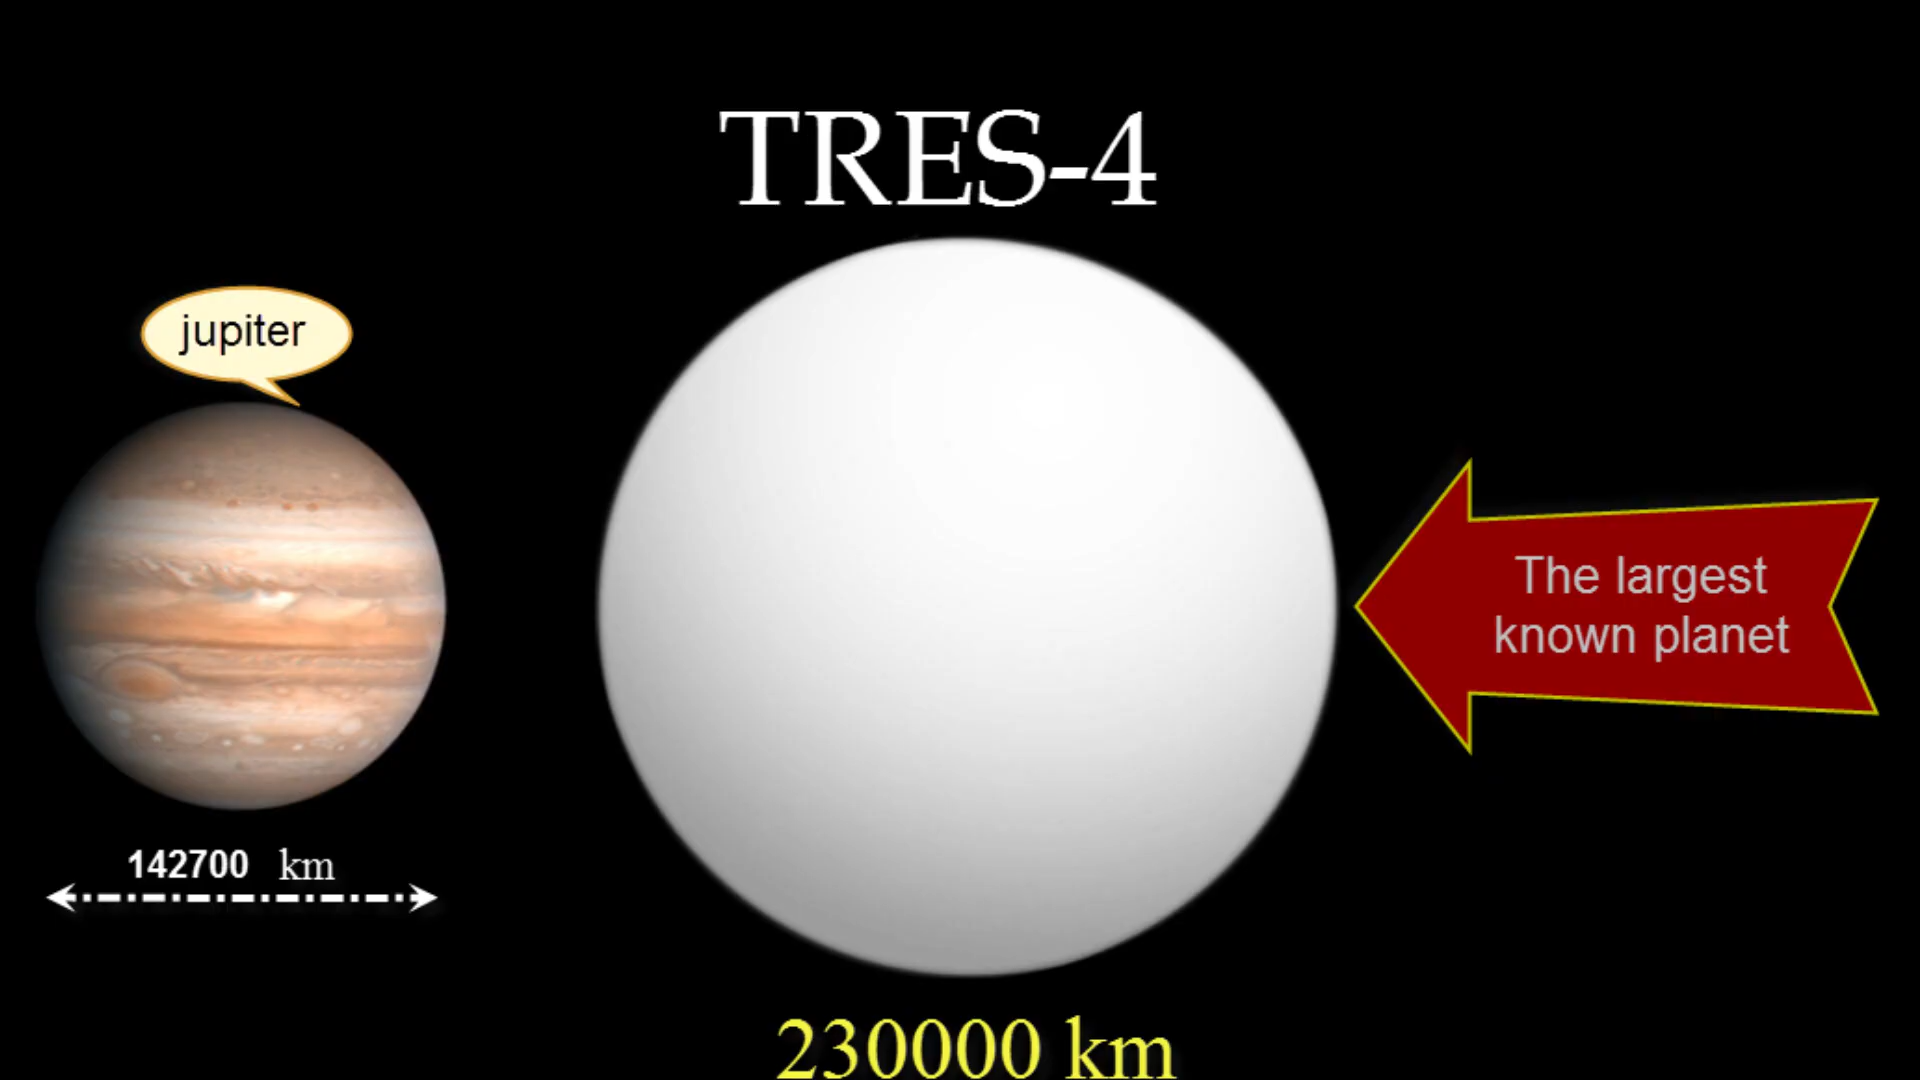 TRES-4
jupiter
The largest
known planet
142700 km
230000 km